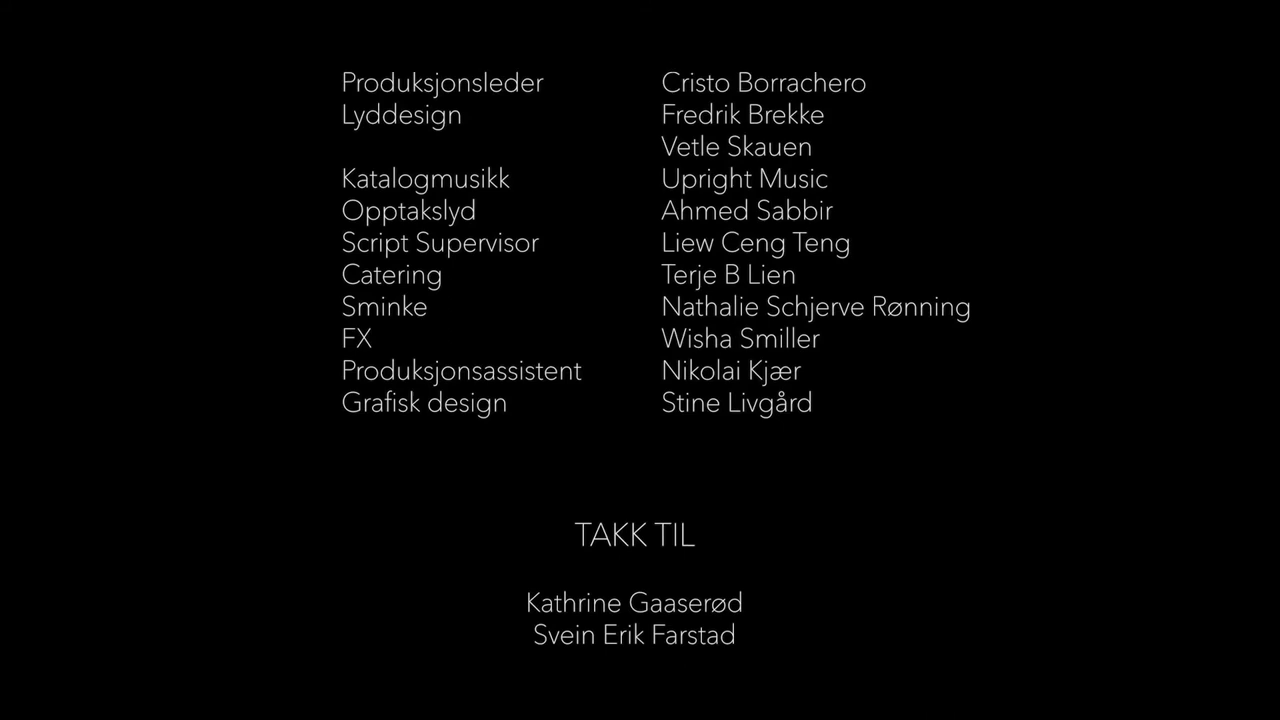 Produksjonsleder Cristo Borrachero
Lyddesign Fredrik Brekke
Vetle Skauen
Katalogmusikk Upright Music
Opptakslyd Ahmed Sabbir
Script Supervisor Liew Ceng Teng
Catering Terje B Lien
Sminke Nathalie Schjerve Rønning
FX Wisha Smiller
Produksjonsassistent Nikolai Kjær
Grafisk design Stine Livgård
TAKK TIL
Kathrine Gaaserød
Svein Erik Farstad